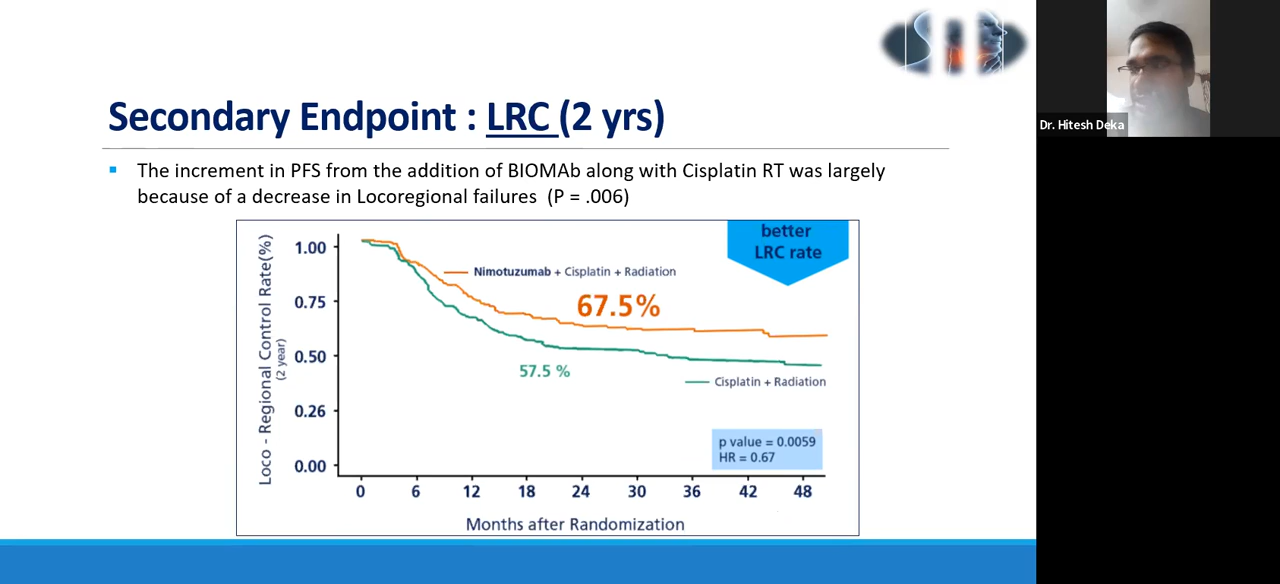 Secondary Endpoint : LRC (2 yrs)
The increment in PFS from the addition of BIOMAb along with Cisplatin RT was largely
because of a decrease in Locoregional failures (P = .006)
better
LRC rate
Loco - Regional Control Rate(%)
(2 year)
1.00
0.75
0.50
0.26
0.00
Nimotuzumab + Cisplatin + Radiation
67.5%
57.5 %
Cisplatin + Radiation
p value = 0.0059
HR = 0.67
0 6 12 18 24 30 36 42 48
Months after Randomization
Dr. Hitesh Deka